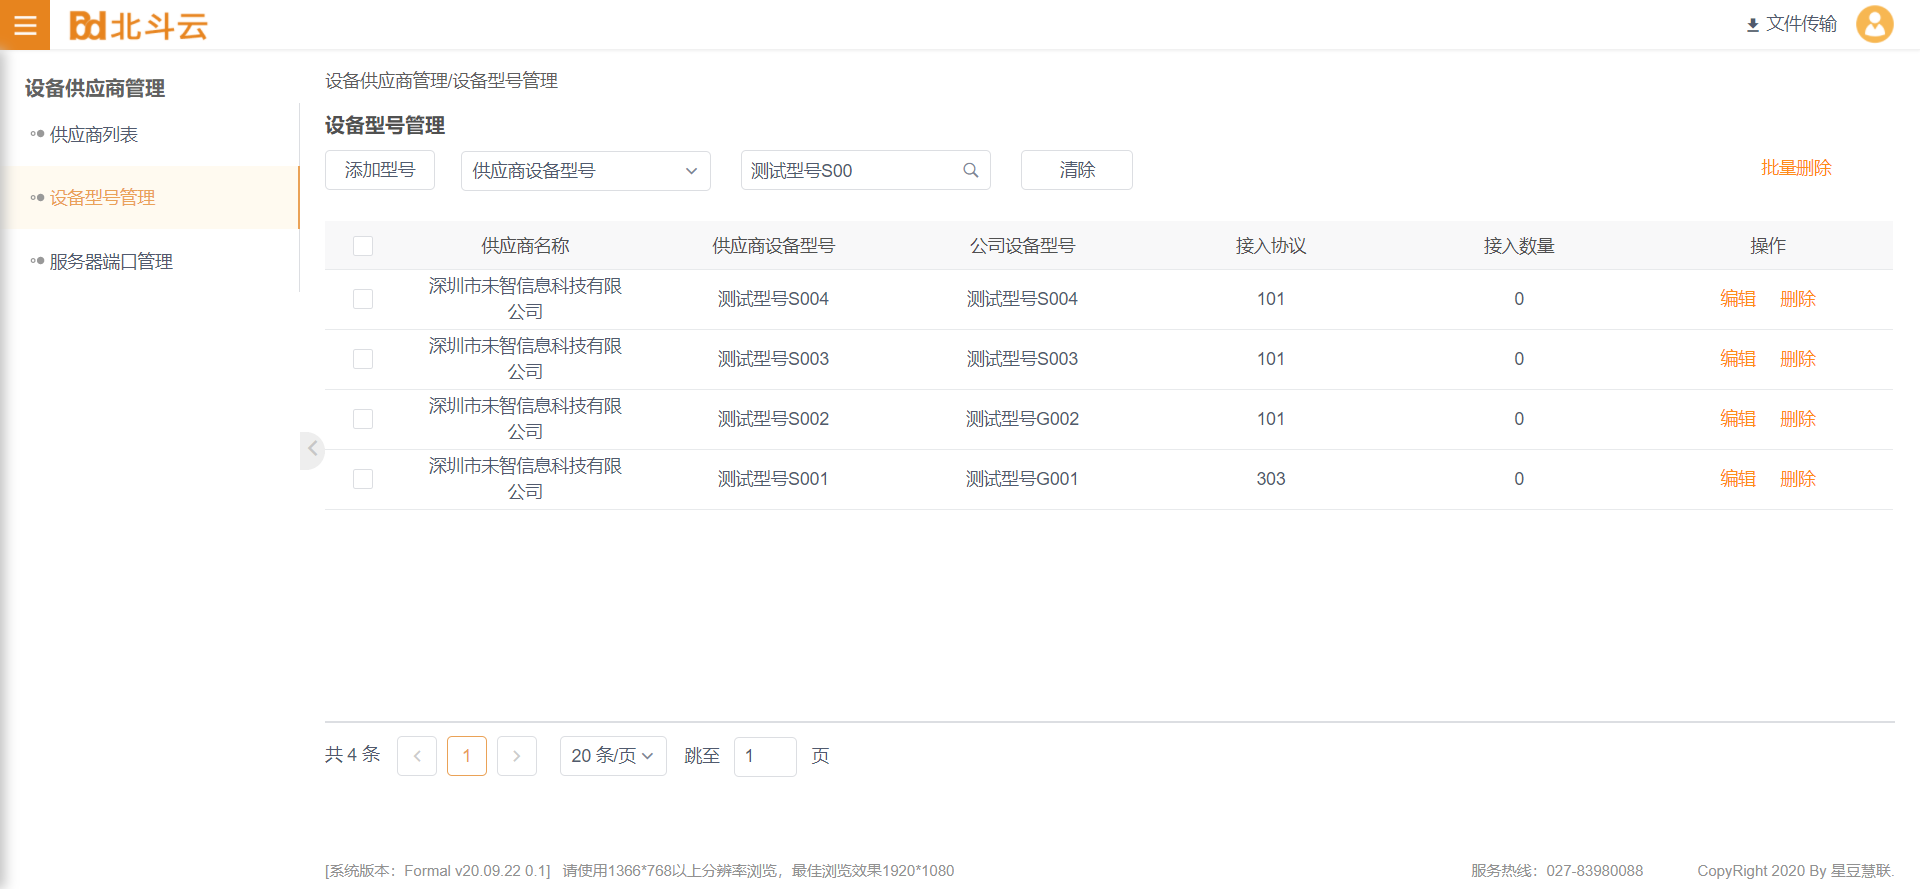 北斗云
文件传输
设备供应商管理
供应商列表
设备型号管理
服务器端口管理
设备供应商管理/设备型号管理
设备型号管理
添加型号 供应商设备型号 测试型号S00 清除 批量删除
供应商名称 供应商设备型号 公司设备型号 接入协议 接入数量 操作
深圳市未智信息科技有限
公司 测试型号S004 测试型号S004 101 0 编辑 删除
深圳市未智信息科技有限
公司 测试型号S003 测试型号S003 101 0 编辑 删除
深圳市未智信息科技有限
公司 测试型号S002 测试型号G002 101 0 编辑 删除
深圳市未智信息科技有限
公司 测试型号S001 测试型号G001 303 0 编辑 删除
共 4 条 1 20 条/页 跳至 1 页
[系统版本：Formal v20.09.22 0.1] 请使用1366*768以上分辨率浏览，最佳浏览效果1920*1080
服务热线：027-83980088 CopyRight 2020 By 星豆慧联.